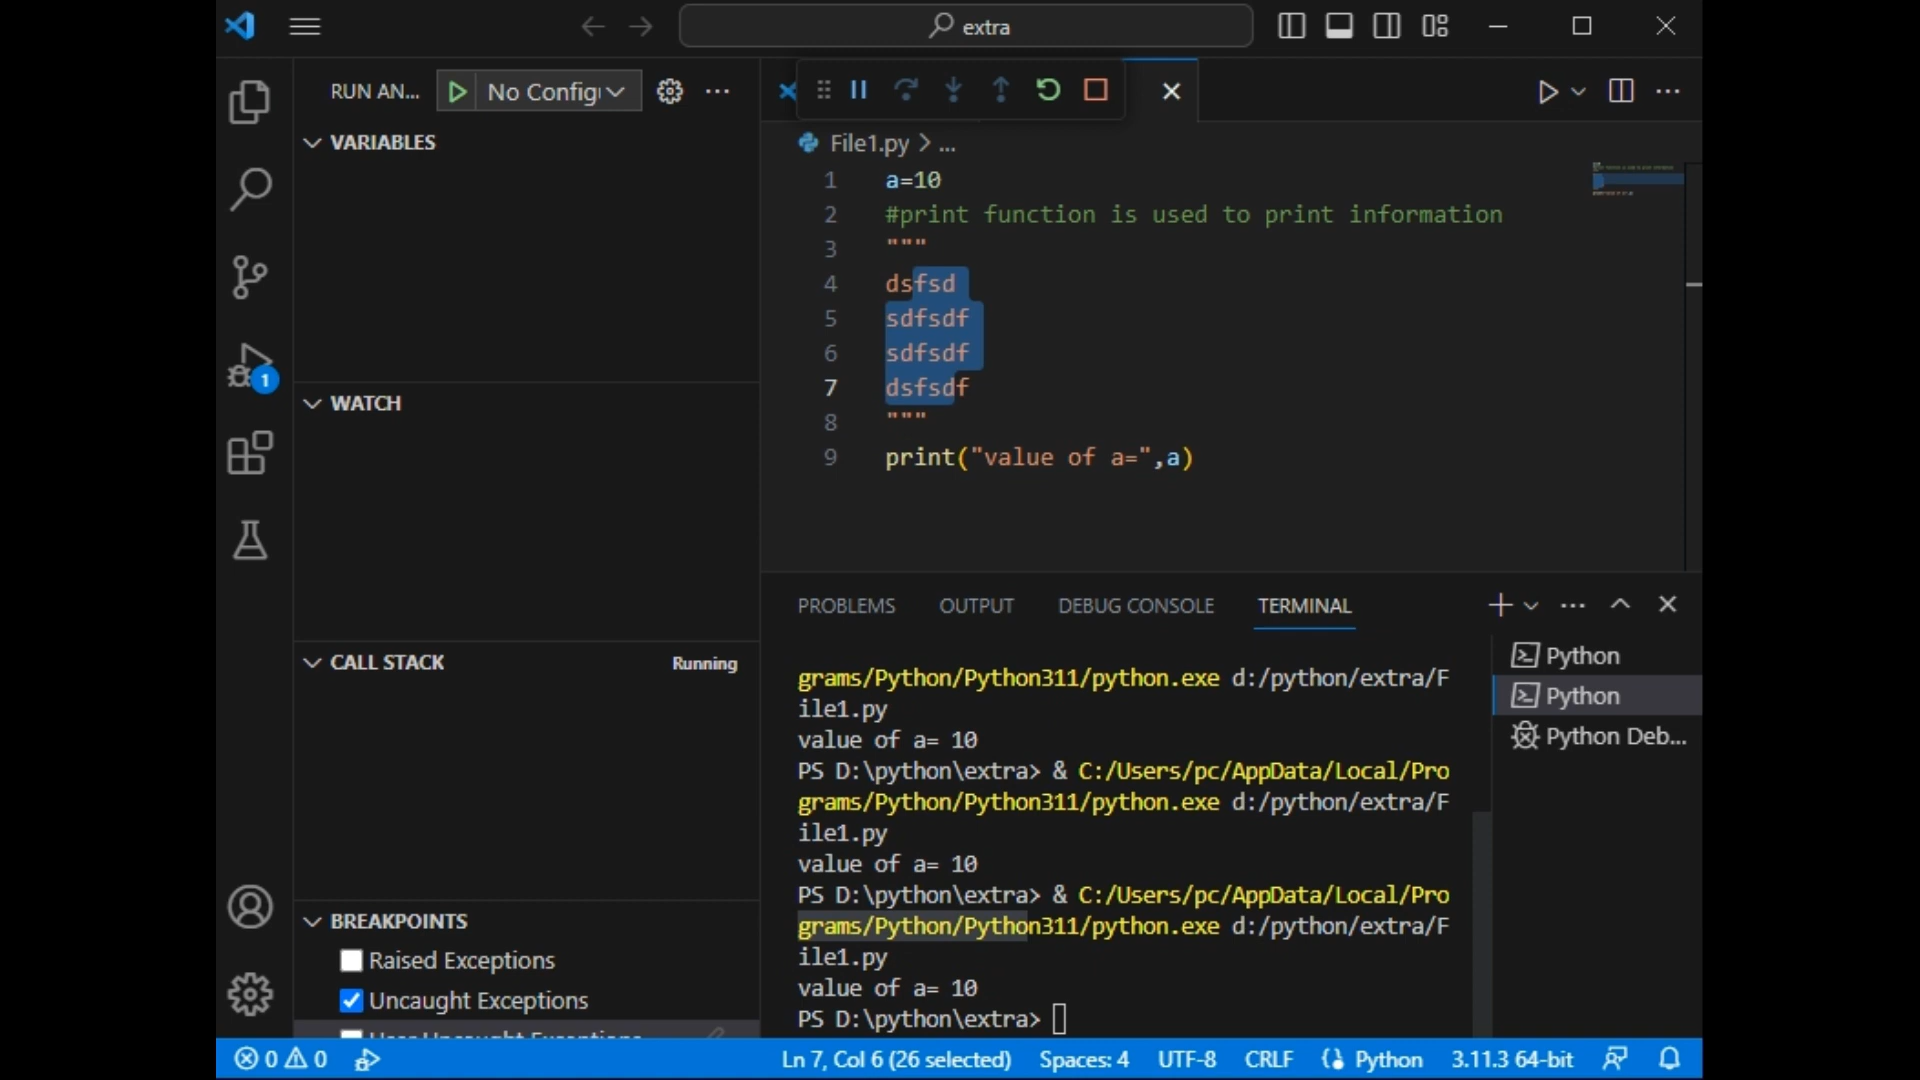 extra
RUN AN...
No Config
VARIABLES
WATCH
CALL STACK
Running
BREAKPOINTS
Raised Exceptions
Uncaught Exceptions
1
File1.py > ...
1 a=10
2 #print function is used to print information
3 """
4 dsfsd
5 sdfsdf
6 sdfsdf
7 dsfsdf
8 """
9 print("value of a=",a)
PROBLEMS OUTPUT DEBUG CONSOLE TERMINAL
grams/Python/Python311/python.exe d:/python/extra/F
ile1.py
value of a= 10
PS D:\python\extra> & C:/Users/pc/AppData/Local/Pro
grams/Python/Python311/python.exe d:/python/extra/F
ile1.py
value of a= 10
PS D:\python\extra> & C:/Users/pc/AppData/Local/Pro
grams/Python/Python311/python.exe d:/python/extra/F
ile1.py
value of a= 10
PS D:\python\extra>
Python
Python
Python Deb...
0 0 Ln 7, Col 6 (26 selected) Spaces: 4 UTF-8 CRLF Python 3.11.3 64-bit